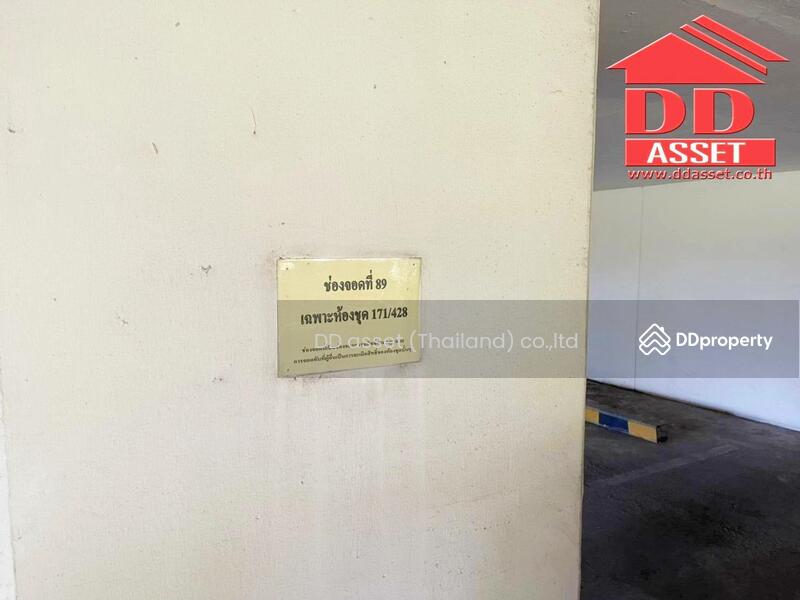 DD
ASSET
www.ddasset.co.th
ช่องจอดที่ 89
เฉพาะห้องชุด 171/428
DD asset (Thailand) co.,ltd
DDproperty